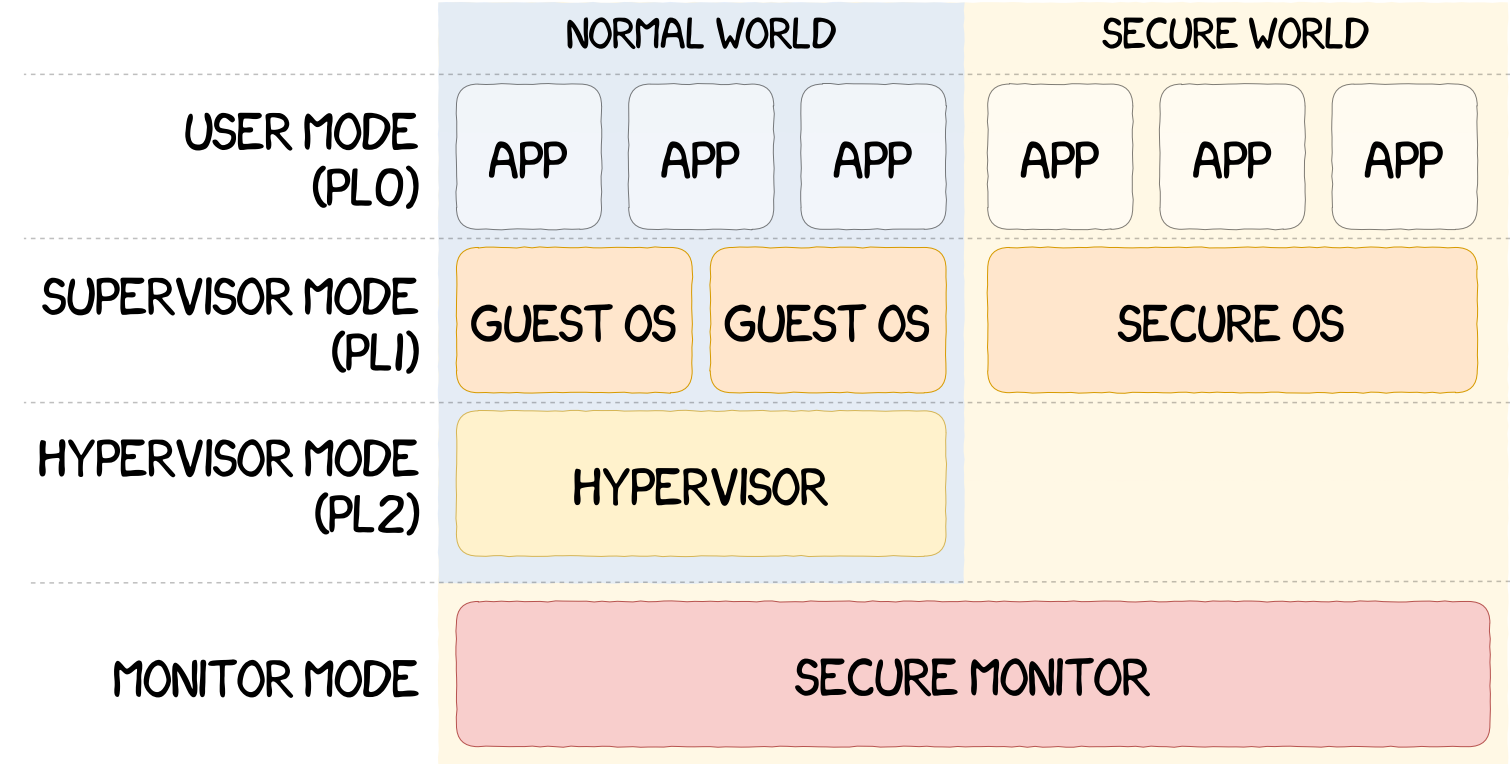 NORMAL WORLD
SECURE WORLD
USER MODE
(PL0)
APP
APP
APP
APP
APP
APP
SUPERVISOR MODE
(PL1)
GUEST OS
GUEST OS
SECURE OS
HYPERVISOR MODE
(PL2)
HYPERVISOR
MONITOR MODE
SECURE MONITOR